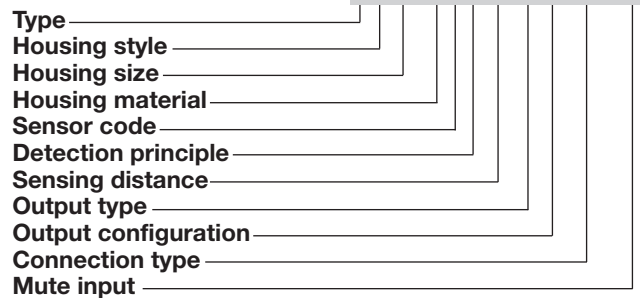 Type
Housing style
Housing size
Housing material
Sensor code
Detection principle
Sensing distance
Output type
Output configuration
Connection type
Mute input